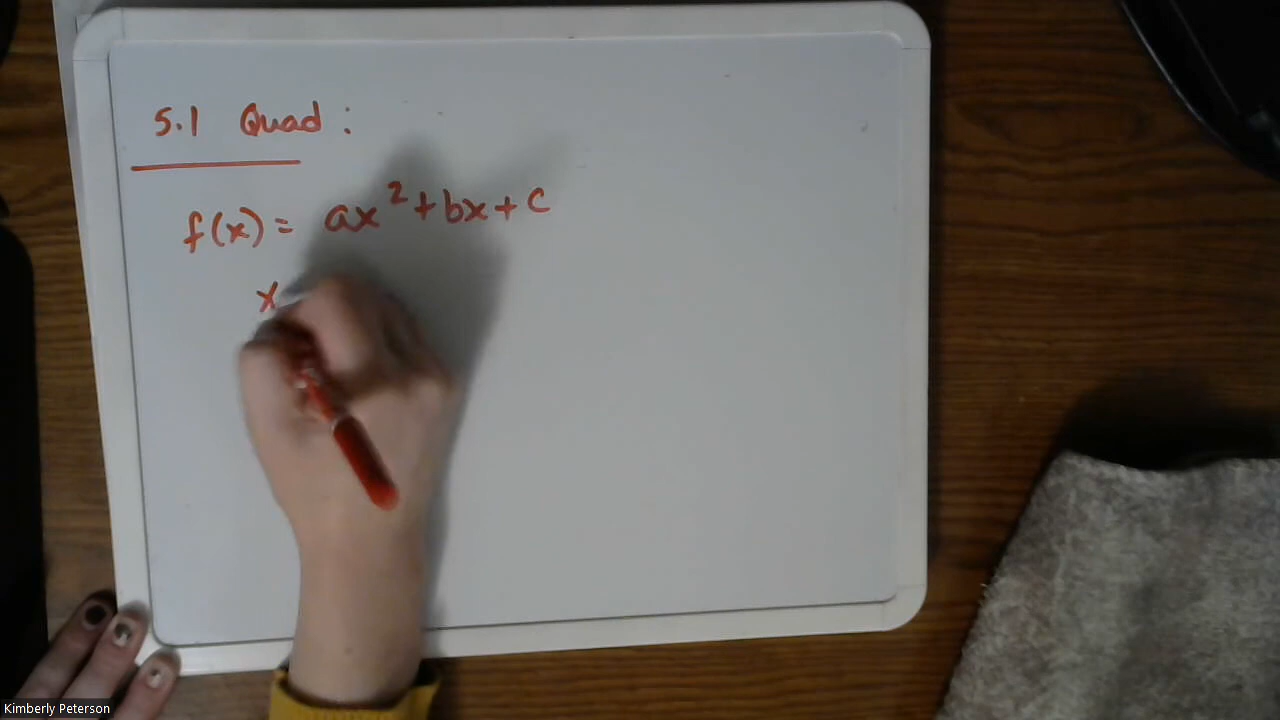 5.1 Quad :
f(x) = ax²+bx+c
x
Kimberly Peterson